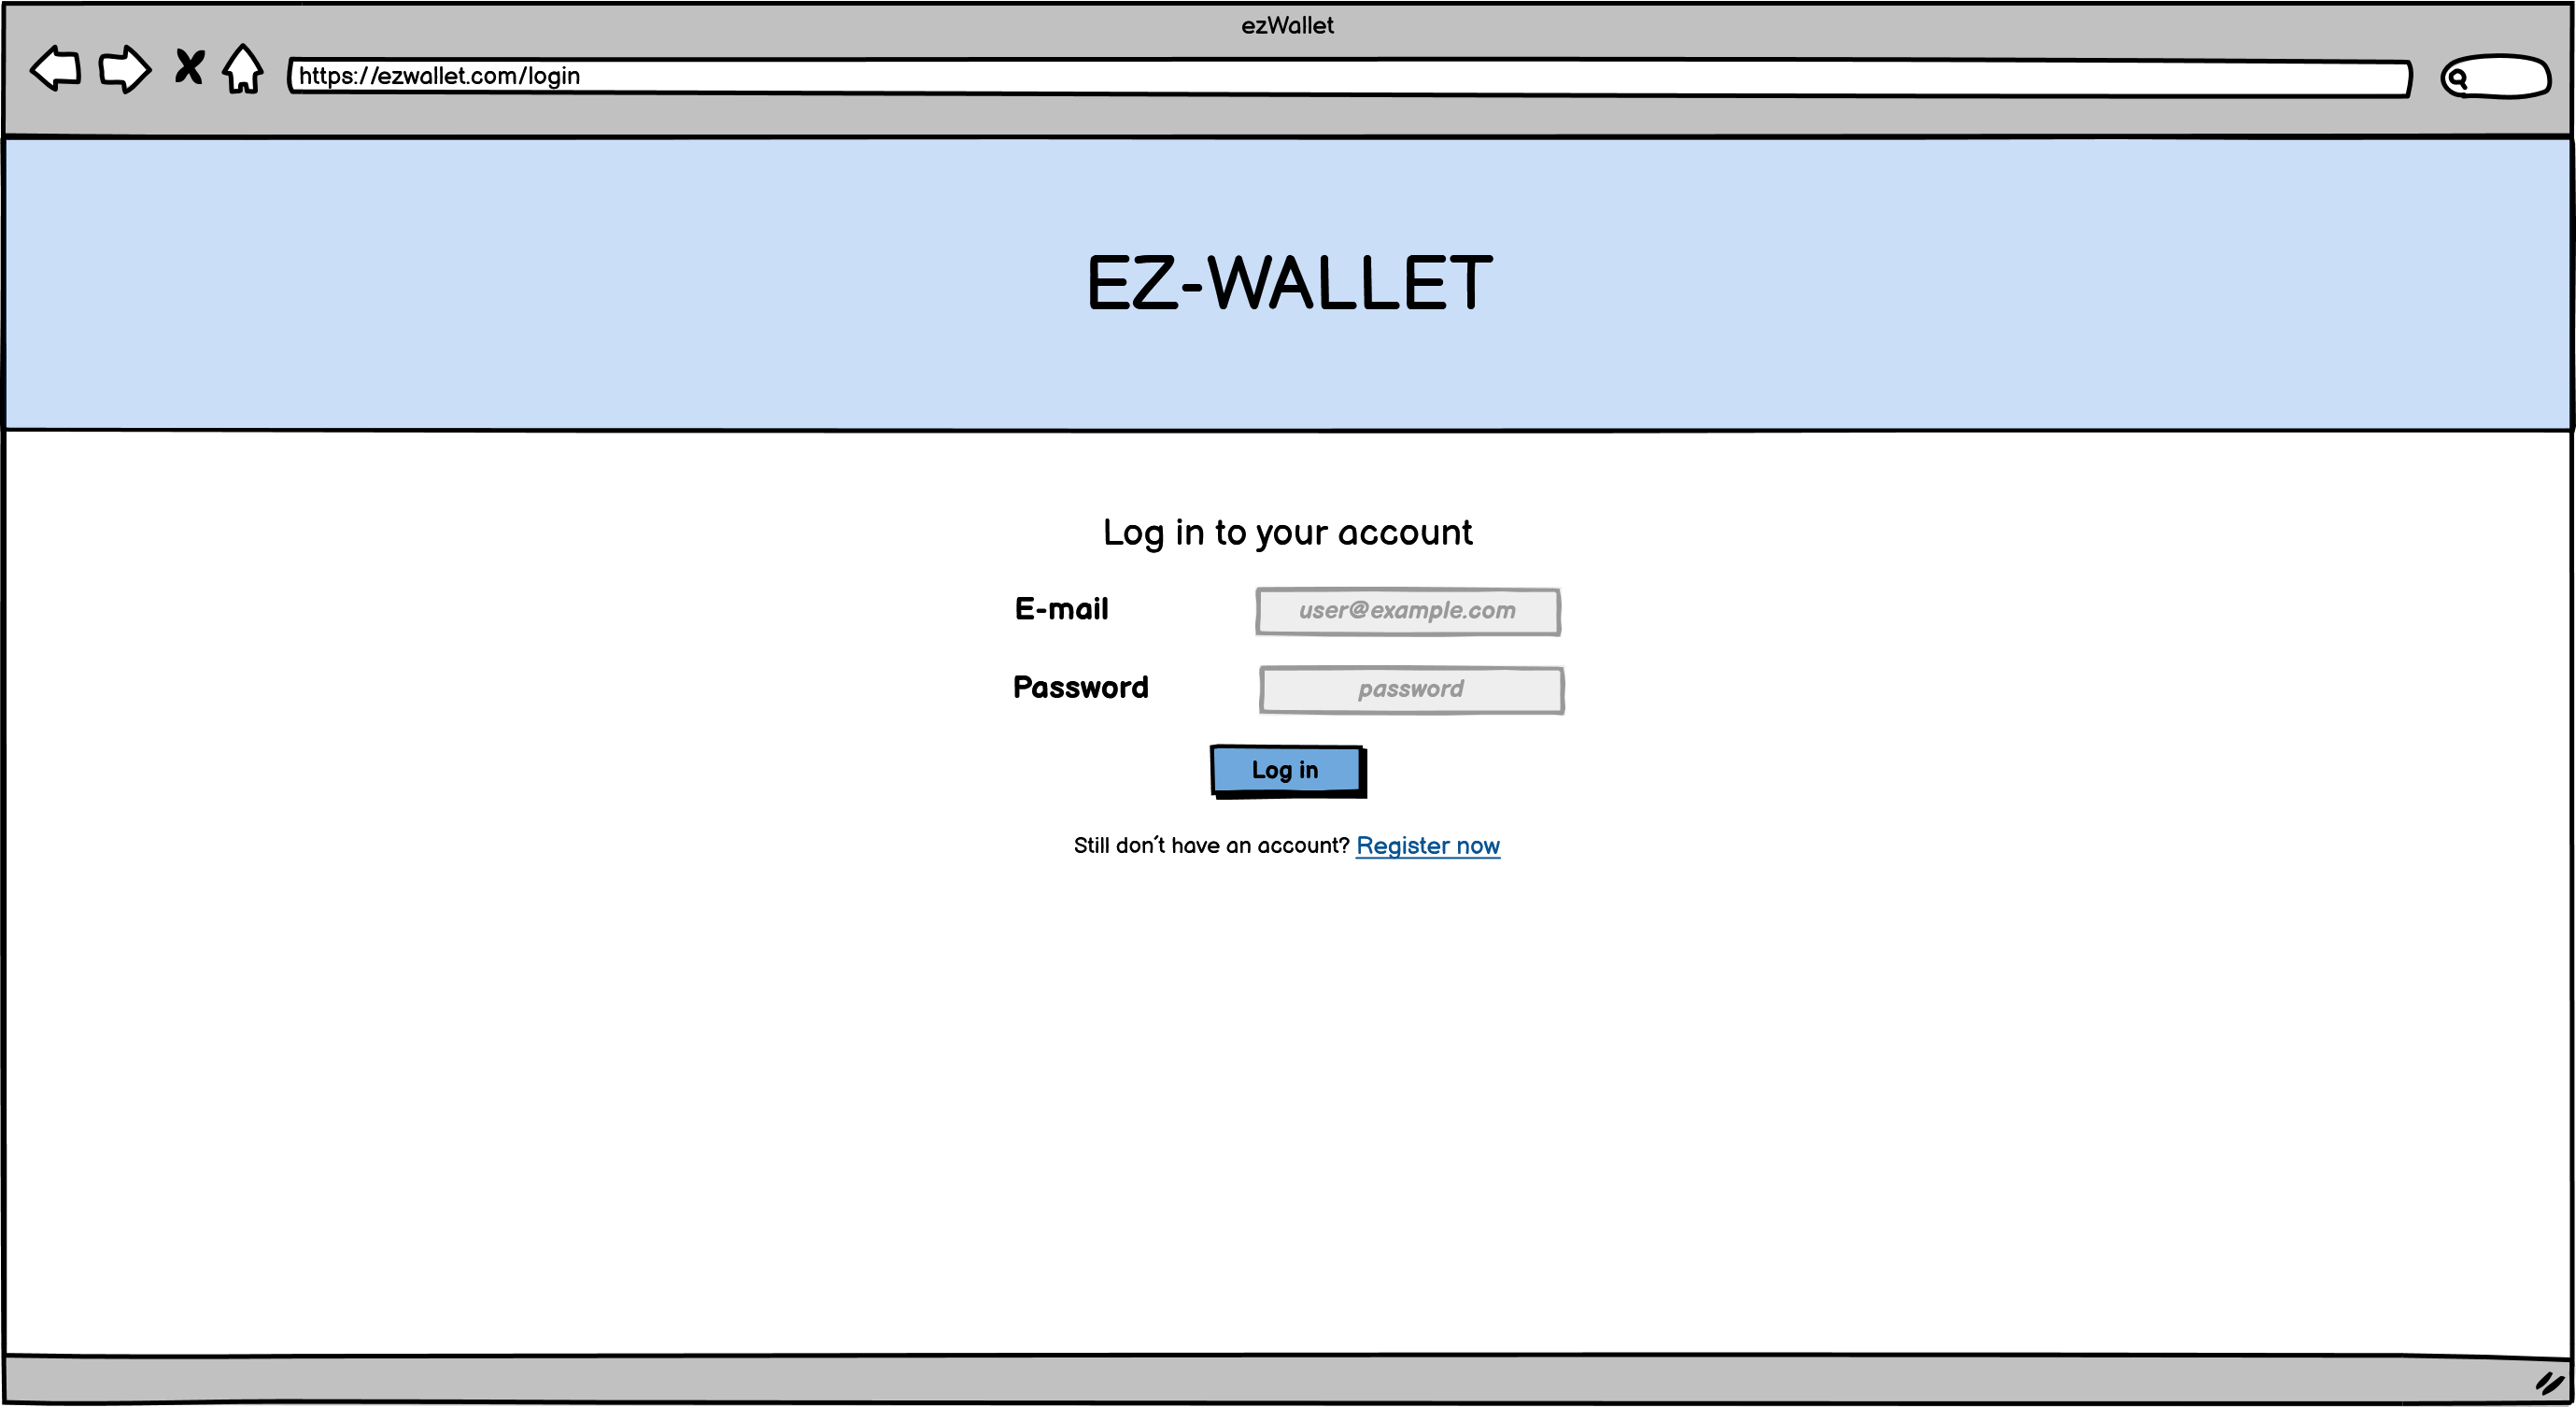 ezWallet
https://ezwallet.com/login
EZ-WALLET
Log in to your account
E-mail user@example.com
Password password
Log in
Still don't have an account? Register now